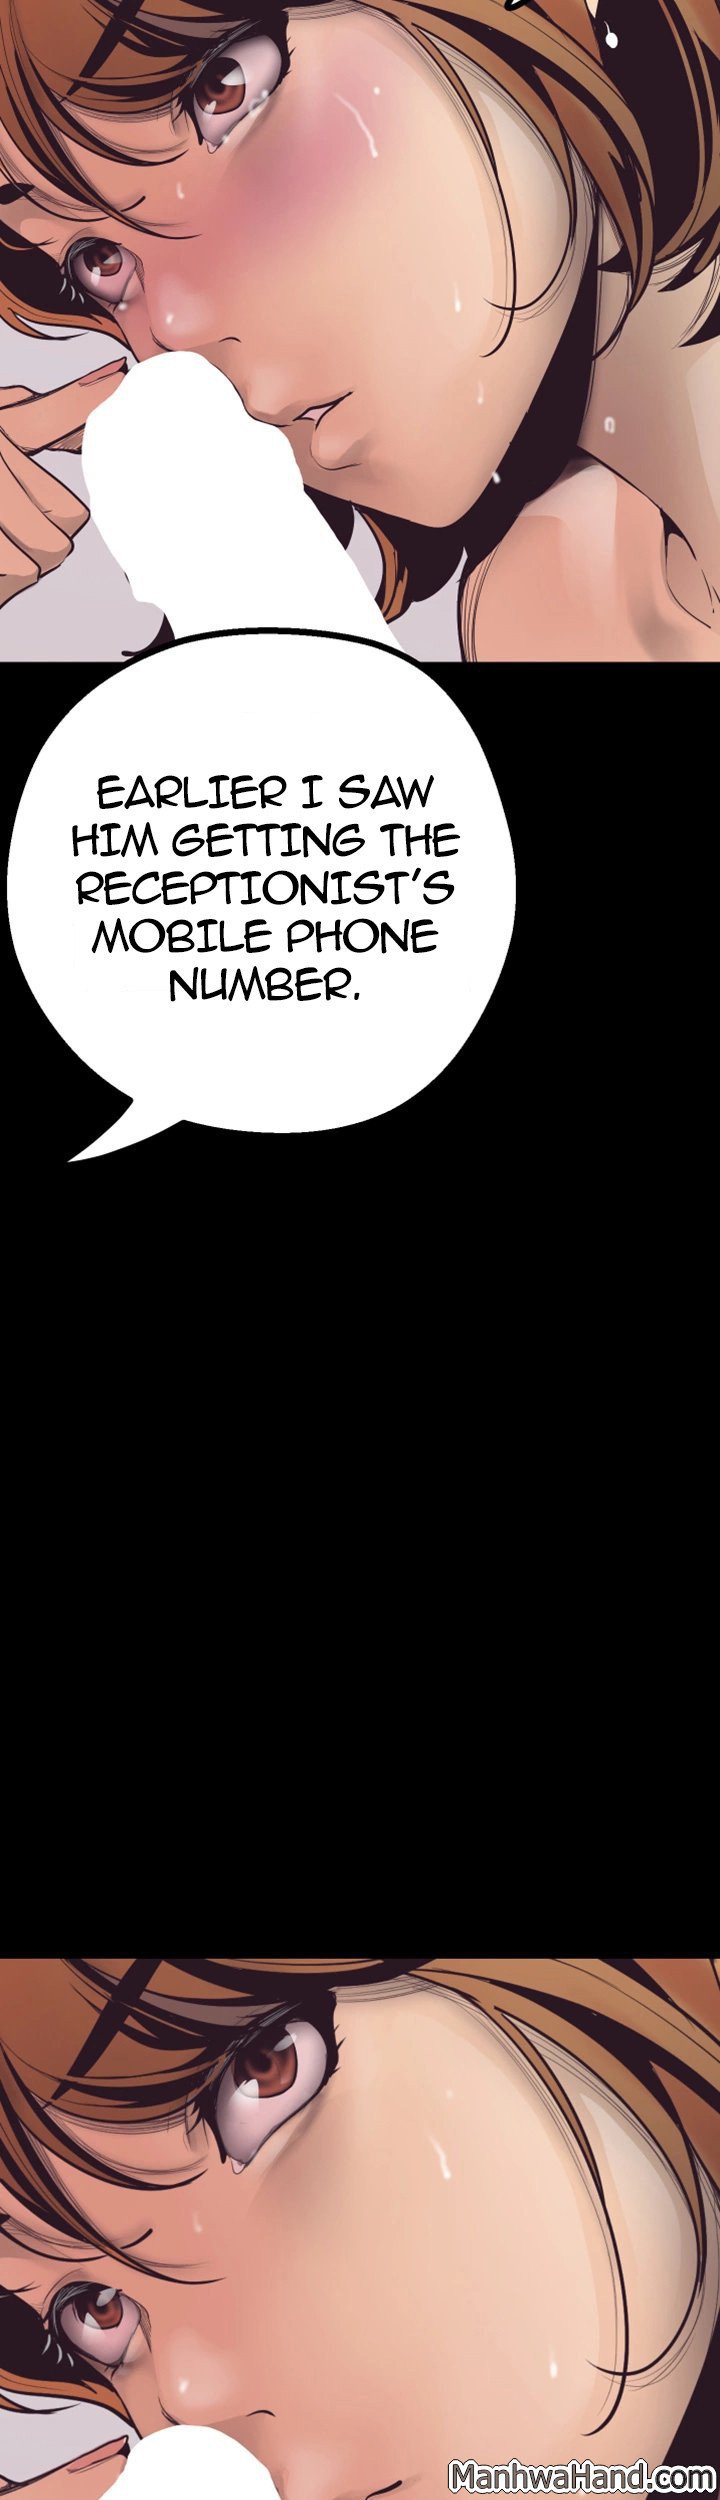 EARLIER I SAW
HIM GETTING THE
RECEPTIONIST'S
MOBILE PHONE
NUMBER.
ManhwaHand.com